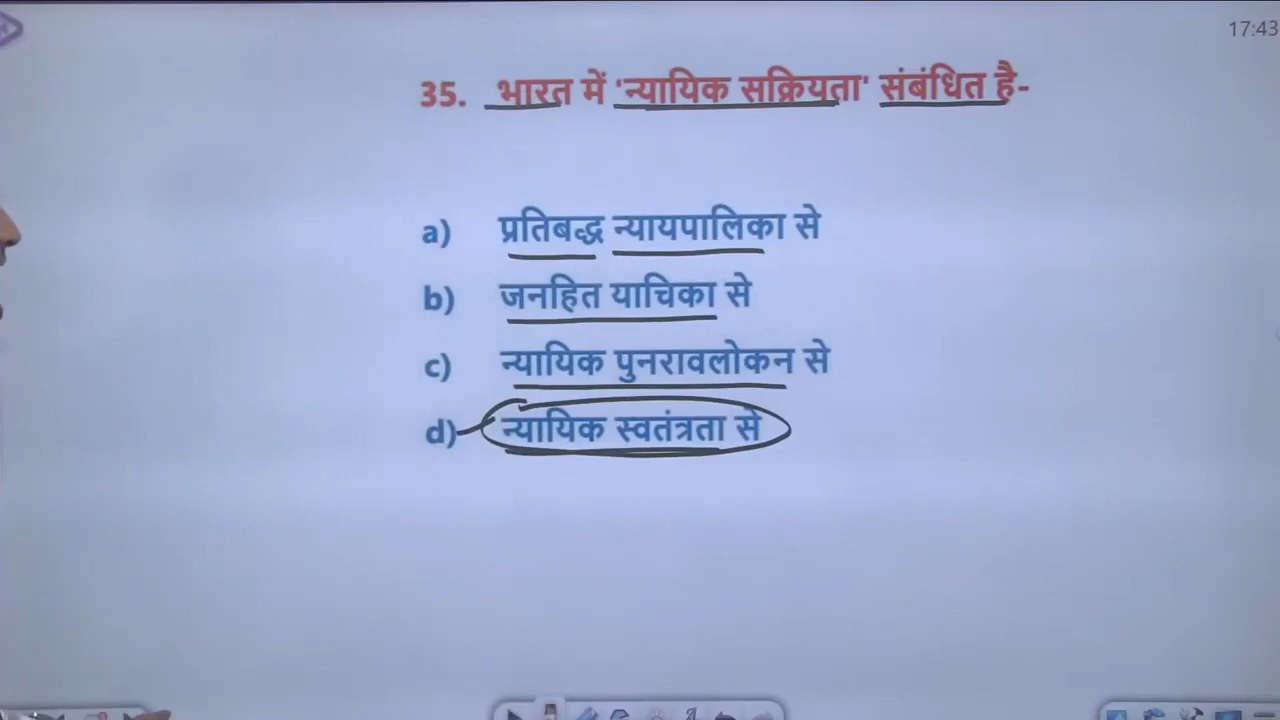 17:43
35. भारत में 'न्यायिक सक्रियता' संबंधित है-
a) प्रतिबद्ध न्यायपालिका से
b) जनहित याचिका से
c) न्यायिक पुनरावलोकन से
d) न्यायिक स्वतंत्रता से